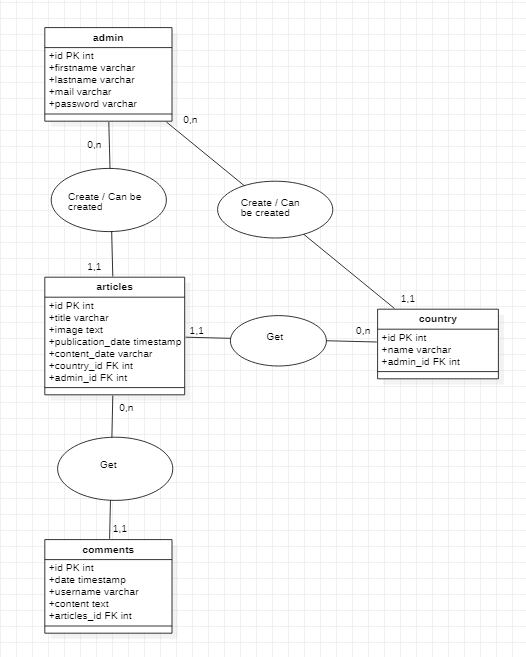 admin
+id PK int
+firstname varchar
+lastname varchar
+mail varchar
+password varchar
0,n
0,n
Create / Can be
created
Create / Can
be created
1,1
articles
+id PK int
+title varchar
+image text
+publication_date timestamp
+content_date varchar
+country_id FK int
+admin_id FK int
1,1
Get
0,n
1,1
country
+id PK int
+name varchar
+admin_id FK int
0,n
Get
1,1
comments
+id PK int
+date timestamp
+username varchar
+content text
+articles_id FK int